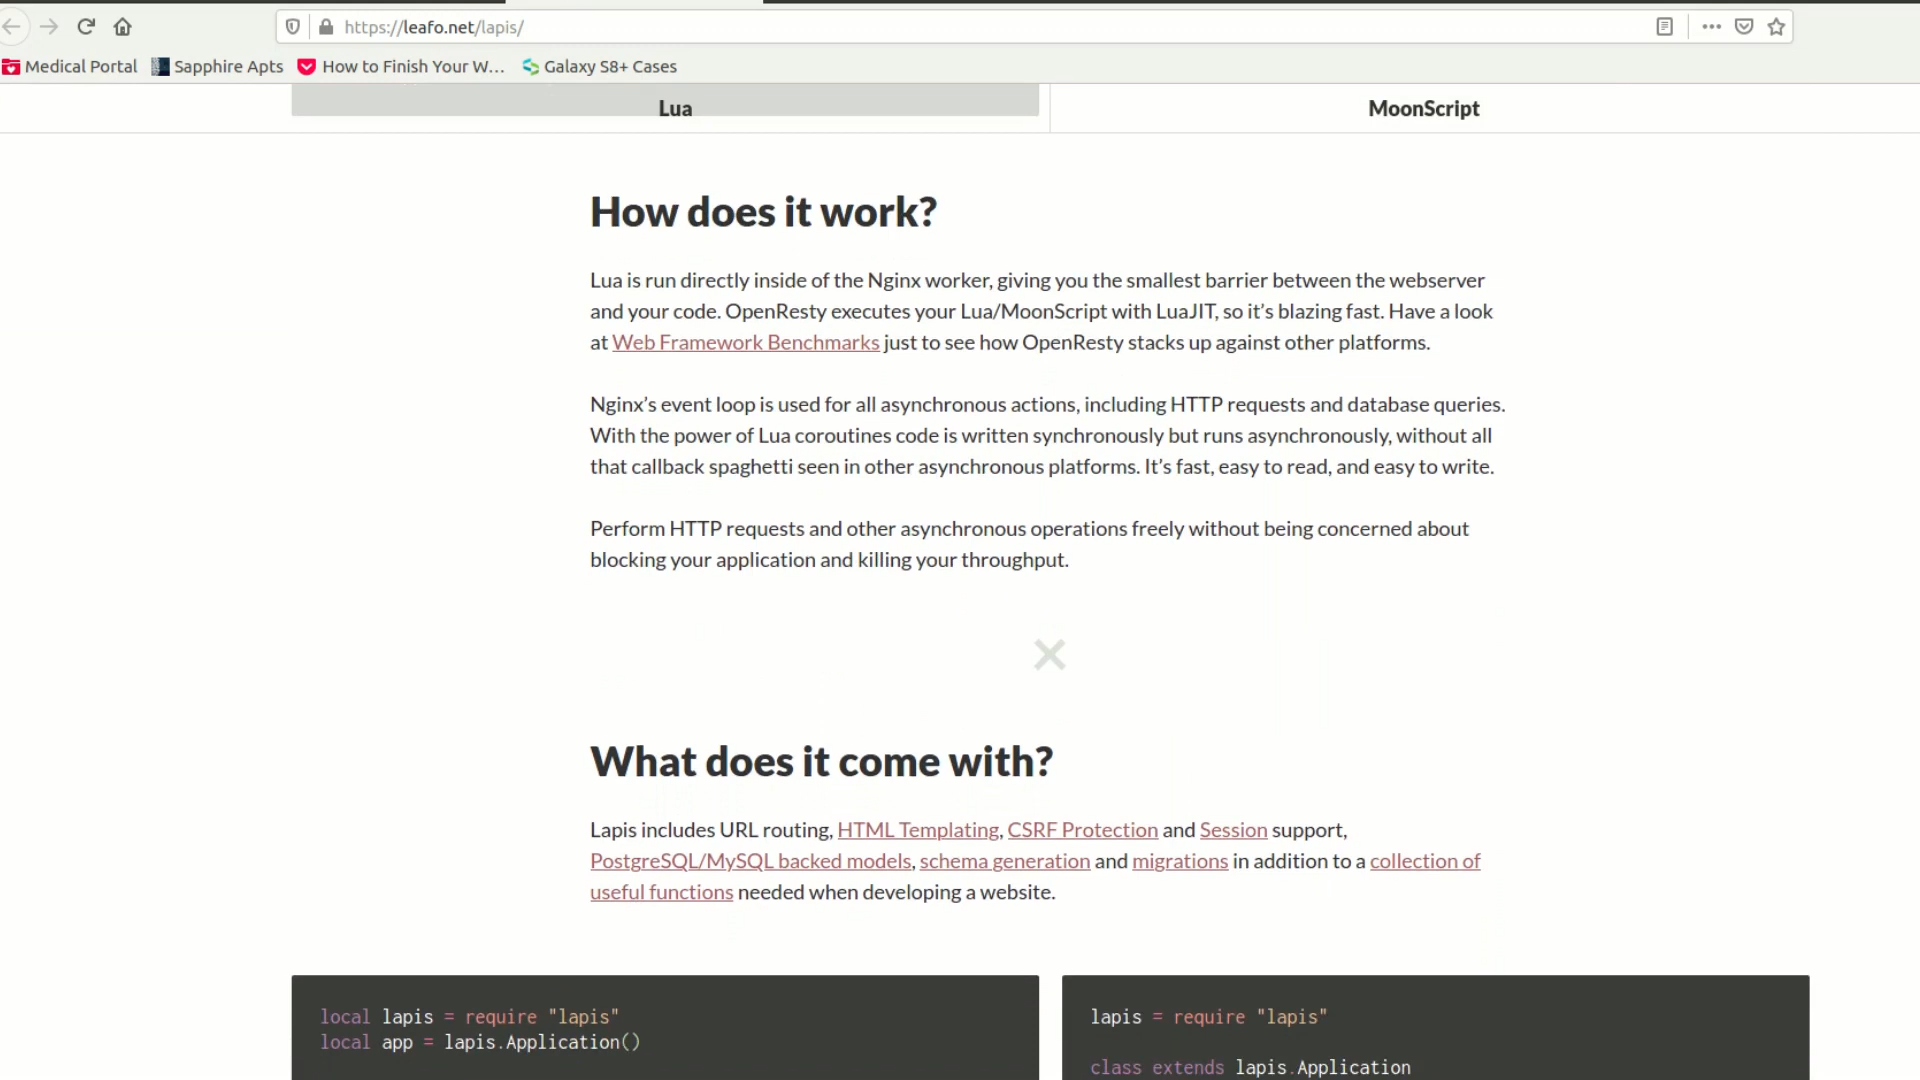 https://leafo.net/lapis/
Medical Portal Sapphire Apts How to Finish Your W... Galaxy S8+ Cases
Lua MoonScript
How does it work?
Lua is run directly inside of the Nginx worker, giving you the smallest barrier between the webserver
and your code. OpenResty executes your Lua/MoonScript with LuaJIT, so it’s blazing fast. Have a look
at Web Framework Benchmarks just to see how OpenResty stacks up against other platforms.
Nginx’s event loop is used for all asynchronous actions, including HTTP requests and database queries.
With the power of Lua coroutines code is written synchronously but runs asynchronously, without all
that callback spaghetti seen in other asynchronous platforms. It’s fast, easy to read, and easy to write.
Perform HTTP requests and other asynchronous operations freely without being concerned about
blocking your application and killing your throughput.
What does it come with?
Lapis includes URL routing, HTML Templating, CSRF Protection and Session support,
PostgreSQL/MySQL backed models, schema generation and migrations in addition to a collection of
useful functions needed when developing a website.
local lapis = require "lapis"
local app = lapis.Application()
lapis = require "lapis"
class extends lapis.Application